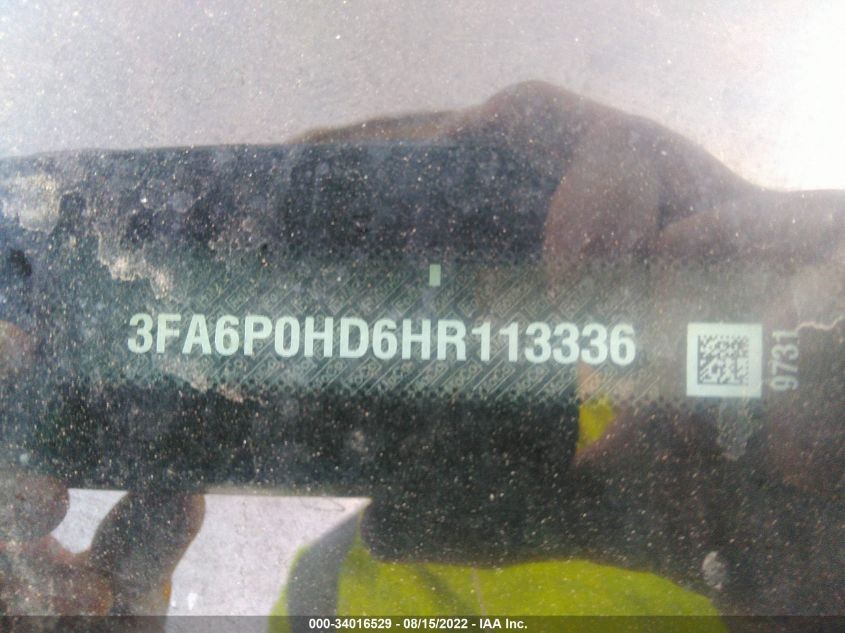 3FA6P0HD6HR113336
9731
000-34016529 - 08/15/2022 - IAA Inc.